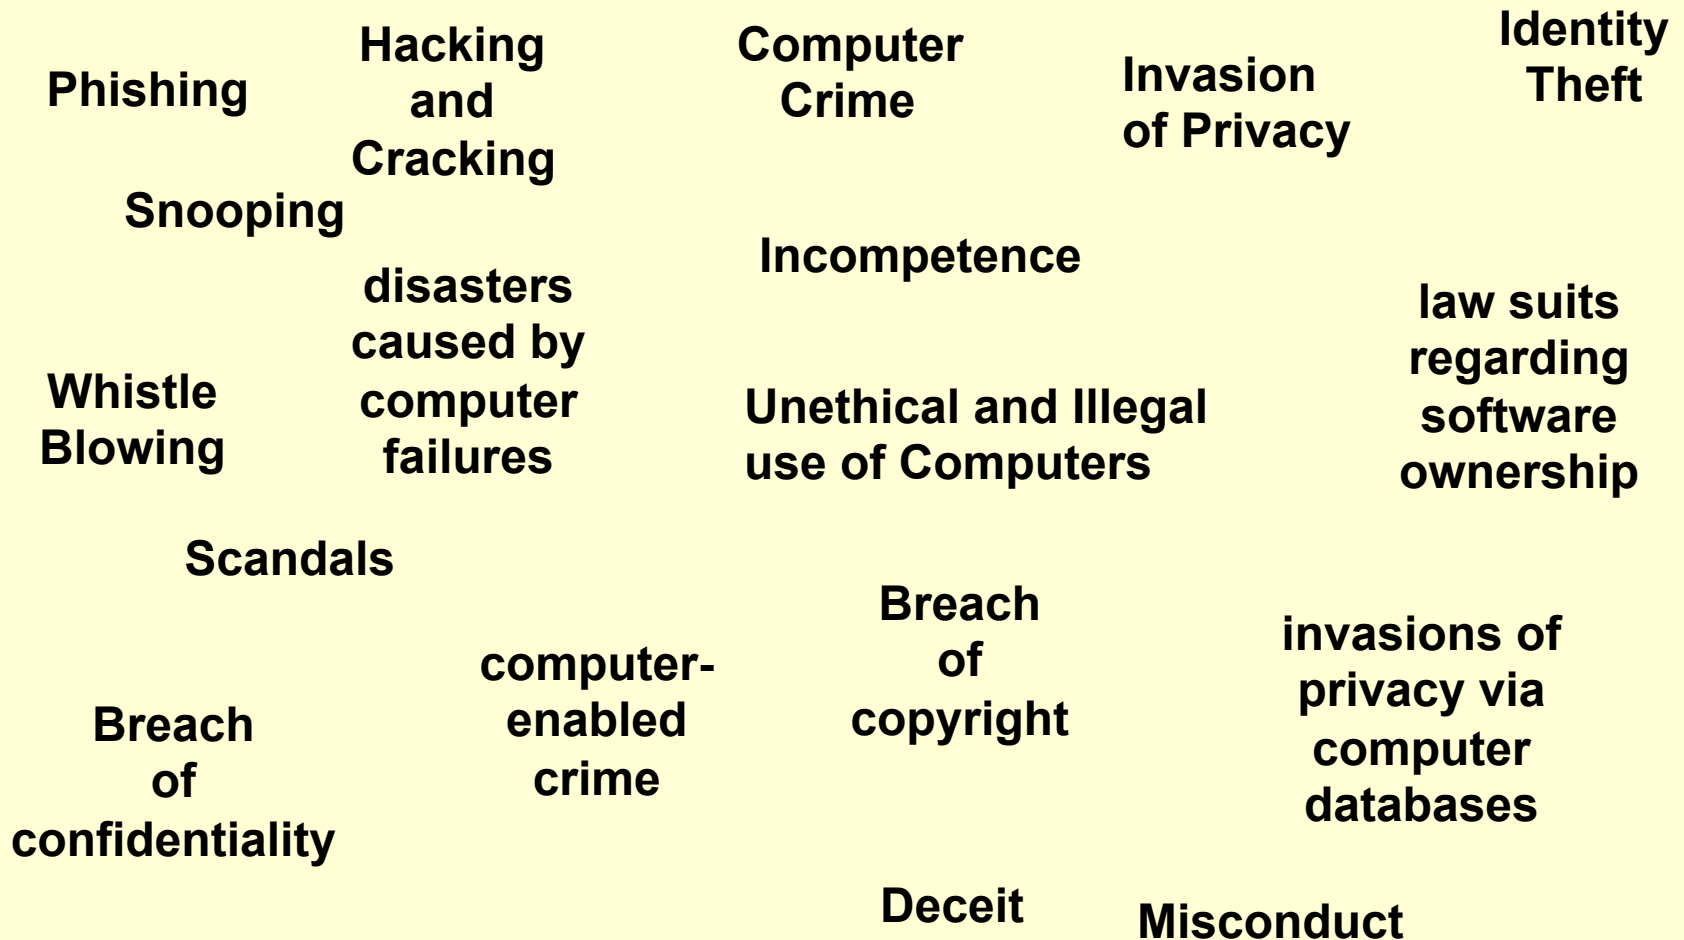 Phishing
Hacking
and
Cracking
Computer
Crime
Invasion
of Privacy
Identity
Theft
Snooping
Incompetence
disasters
caused by
computer
failures
law suits
regarding
software
ownership
Whistle
Blowing
Unethical and Illegal
use of Computers
Scandals
Breach
of
copyright
invasions of
privacy via
computer
databases
computer-
enabled
crime
Breach
of
confidentiality
Deceit
Misconduct